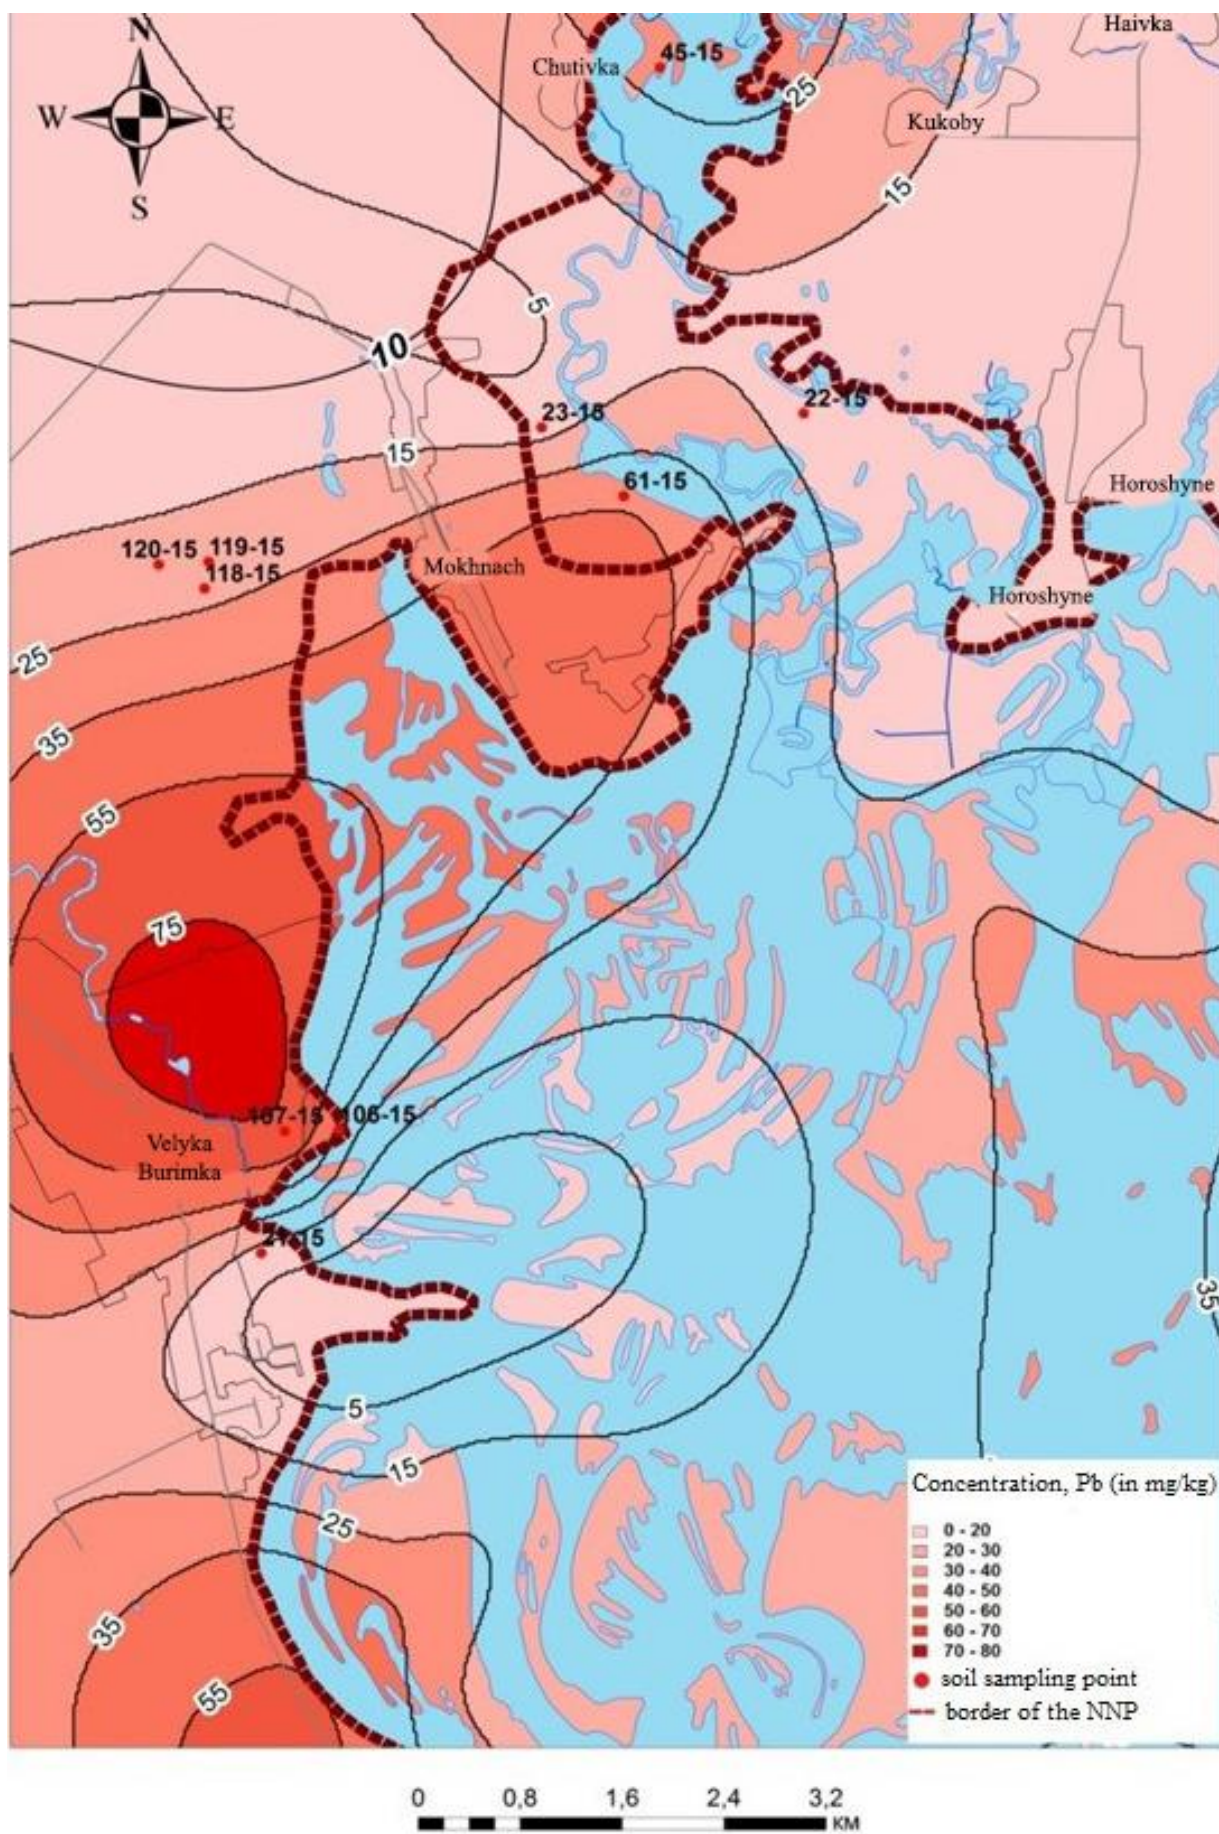 Haivka
N
45-15
Chutivka
25
W
E
Kukoby
15
S
5
10
22-15
23-15
15
61-15
Horoshyne
120-15
119-15
118-15
Mokhnach
Horoshyne
25
35
55
75
167-15
106-15
Velyka
Burimka
21-15
35
5
15
Concentration, Pb (in mg/kg)
25
0 - 20
20 - 30
30 - 40
40 - 50
50 - 60
60 - 70
70 - 80
35
soil sampling point
55
border of the NNP
0
0,8
1,6
2,4
3,2
КМ